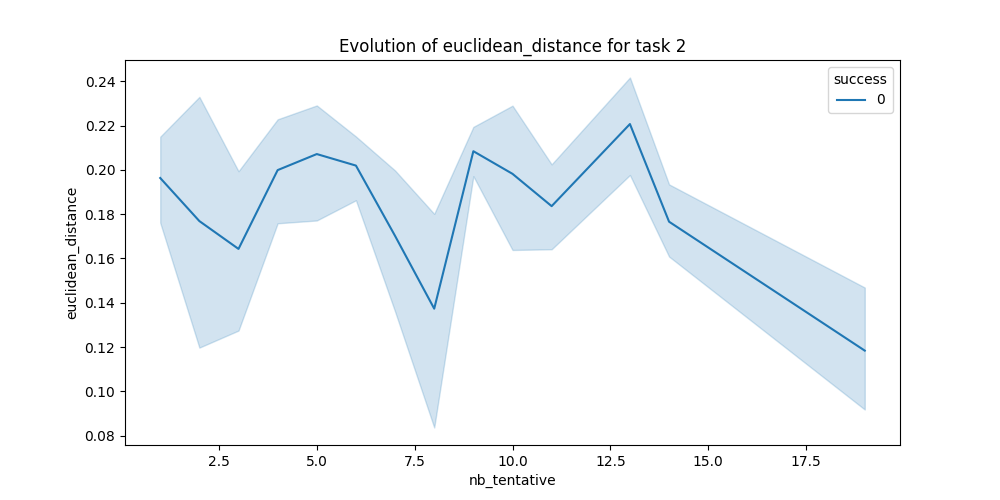 Evolution of euclidean_distance for task 2
success
0
euclidean_distance
0.24
0.22
0.20
0.18
0.16
0.14
0.12
0.10
0.08
2.5 5.0 7.5 10.0 12.5 15.0 17.5
nb_tentative